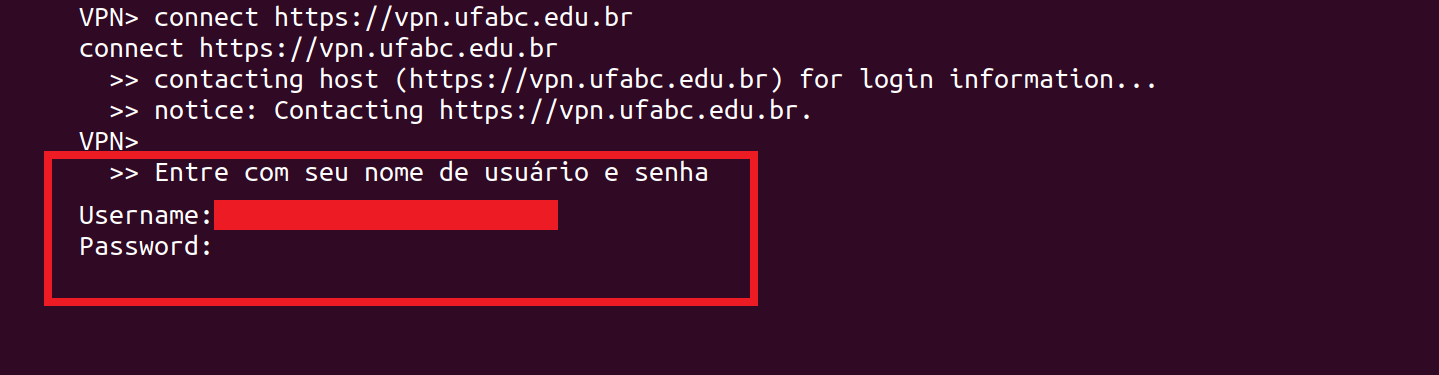 VPN> connect https://vpn.ufabc.edu.br
connect https://vpn.ufabc.edu.br
>> contacting host (https://vpn.ufabc.edu.br) for login information...
>> notice: Contacting https://vpn.ufabc.edu.br.
VPN>
>> Entre com seu nome de usuário e senha
Username:
Password: